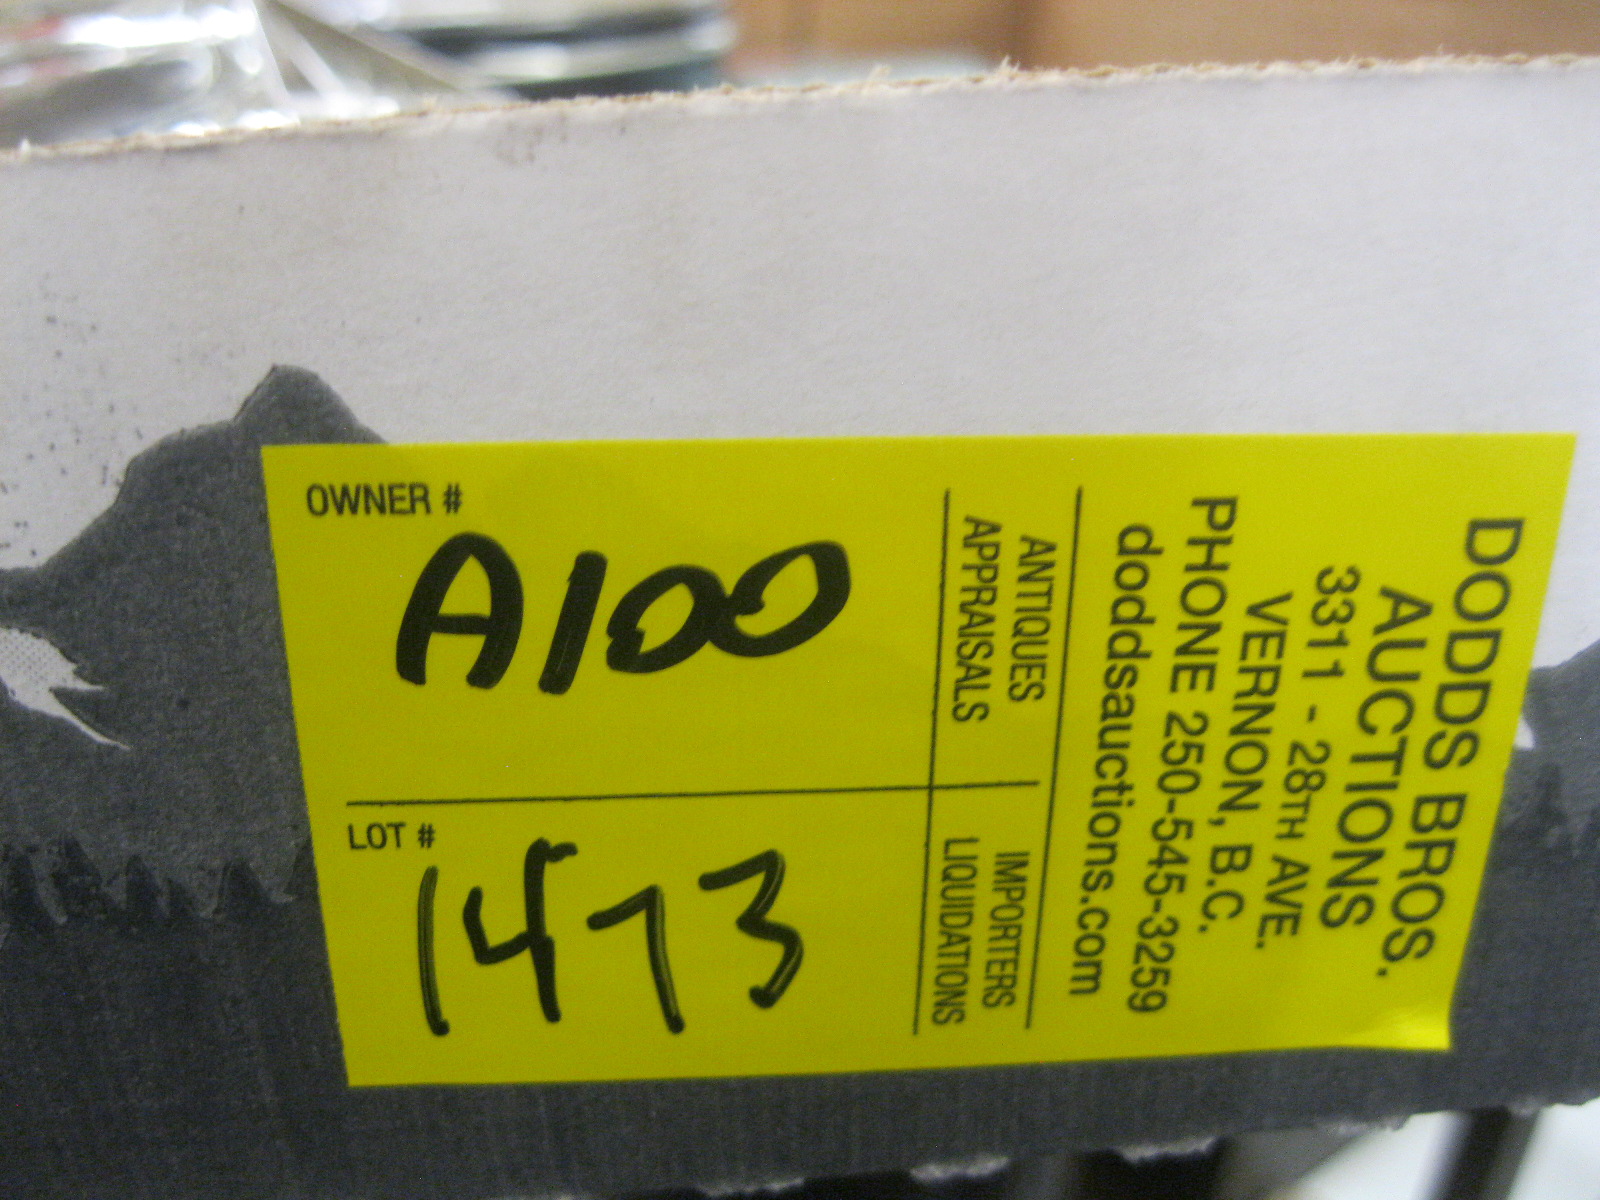 OWNER #
A100
LOT #
1473
ANTIQUES
APPRAISALS
IMPORTERS
LIQUIDATIONS
DODDS BROS.
AUCTIONS
3311 - 28TH AVE.
VERNON, B.C.
PHONE 250-545-3259
doddsauctions.com